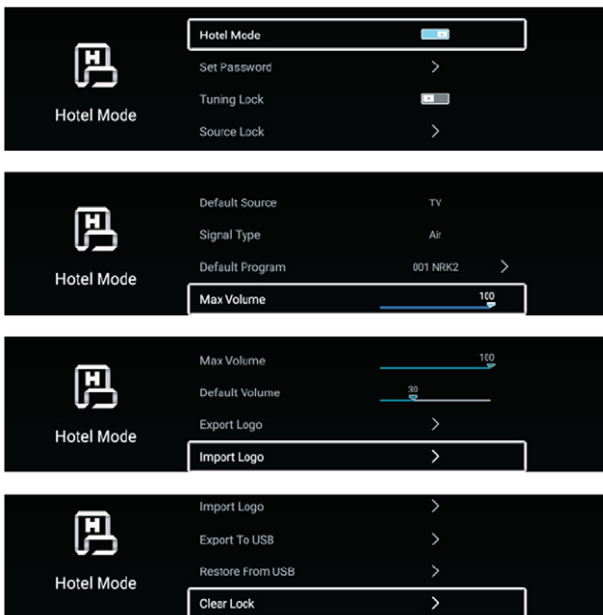 Hotel Mode
Set Password
Tuning Lock
Source Lock
Hotel Mode
Default Source TV
Signal Type Air
Default Program 001 NRK2
Max Volume 100
Hotel Mode
Max Volume 100
Default Volume 30
Export Logo
Import Logo
Hotel Mode
Import Logo
Export To USB
Restore From USB
Clear Lock
Hotel Mode